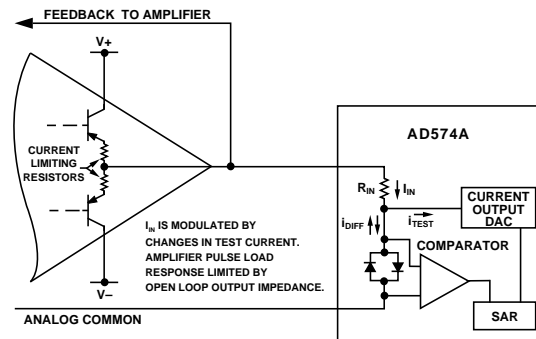 FEEDBACK TO AMPLIFIER
V+
CURRENT
LIMITING
RESISTORS
V–
I_IN IS MODULATED BY
CHANGES IN TEST CURRENT.
AMPLIFIER PULSE LOAD
RESPONSE LIMITED BY
OPEN LOOP OUTPUT IMPEDANCE.
ANALOG COMMON
AD574A
R_IN
I_IN
i_DIFF
i_TEST
CURRENT
OUTPUT
DAC
COMPARATOR
SAR